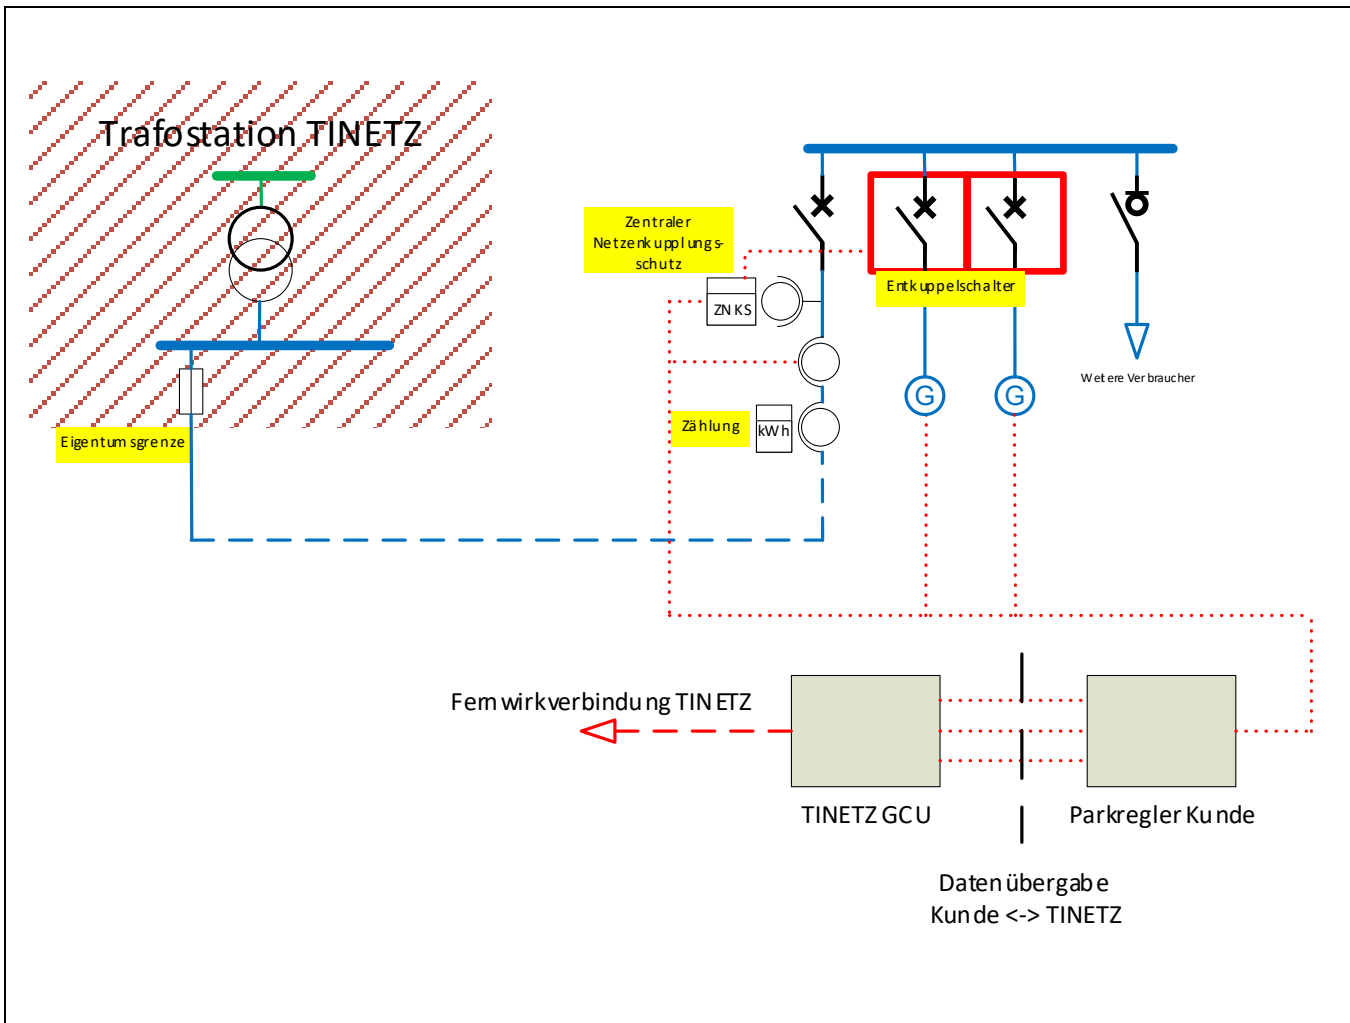 Trafostation TINETZ
Zentraler
Netzenkupplungs-
schutz
ZNKS
Entkuppelschalter
Weitere Verbraucher
G
G
Zählung
kWh
Eigentumsgrenze
Fernwirkverbindung TINETZ
TINETZ GCU
Parkregler Kunde
Datenübergabe
Kunde <-> TINETZ